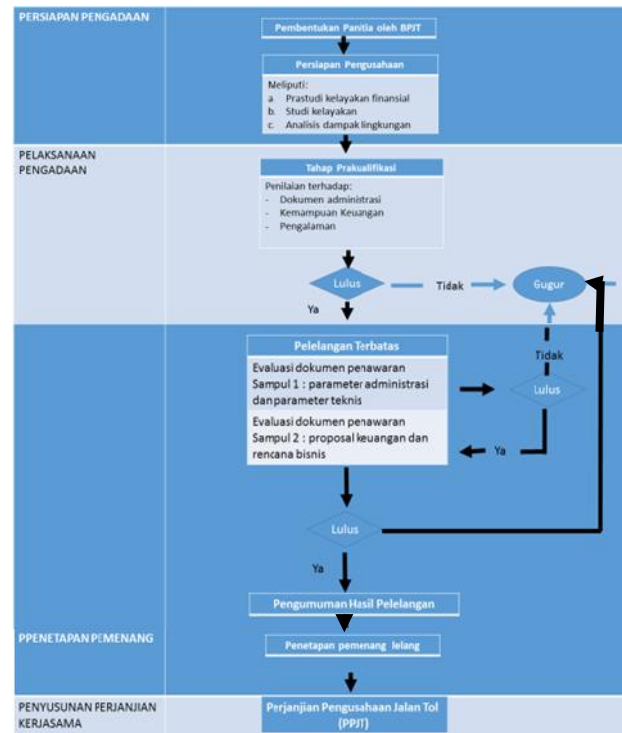 PERSIAPAN PENGADAAN
Pembentukan Panitia oleh BPJT
Persiapan Pengusahaan
Meliputi:
a. Prastudi kelayakan finansial
b. Studi kelayakan
c. Analisis dampak lingkungan
PELAKSANAAN
PENGADAAN
Tahap Prakualifikasi
Penilaian terhadap:
- Dokumen administrasi
- Kemampuan Keuangan
- Pengalaman
Lulus
Tidak
Gugur
Ya
Pelelangan Terbatas
Evaluasi dokumen penawaran
Sampul 1 : parameter administrasi
dan parameter teknis
Evaluasi dokumen penawaran
Sampul 2 : proposal keuangan dan
rencana bisnis
Tidak
Lulus
Ya
Lulus
Ya
Pengumuman Hasil Pelelangan
PPENETAPAN PEMENANG
Penetapan pemenang lelang
PENYUSUNAN PERJANJIAN
KERJASAMA
Perjanjian Pengusahaan Jalan Tol
(PPJT)